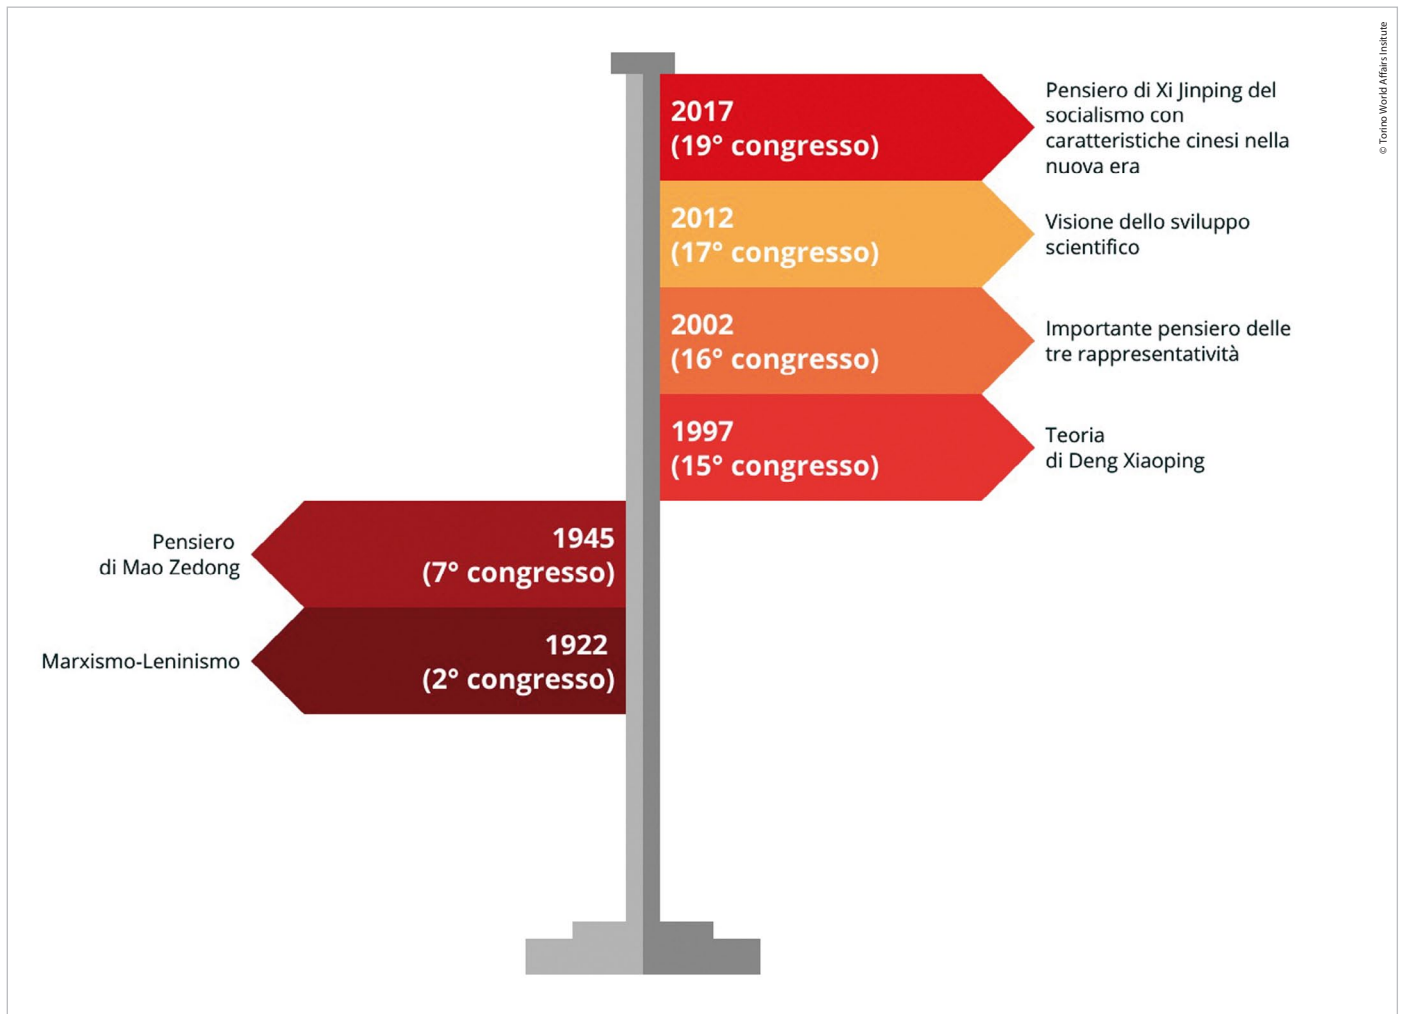 © Torino World Affairs Insitute
2017
(19° congresso)
Pensiero di Xi Jinping del
socialismo con
caratteristiche cinesi nella
nuova era
2012
(17° congresso)
Visione dello sviluppo
scientifico
2002
(16° congresso)
Importante pensiero delle
tre rappresentatività
1997
(15° congresso)
Teoria
di Deng Xiaoping
Pensiero
di Mao Zedong
1945
(7° congresso)
Marxismo-Leninismo
1922
(2° congresso)